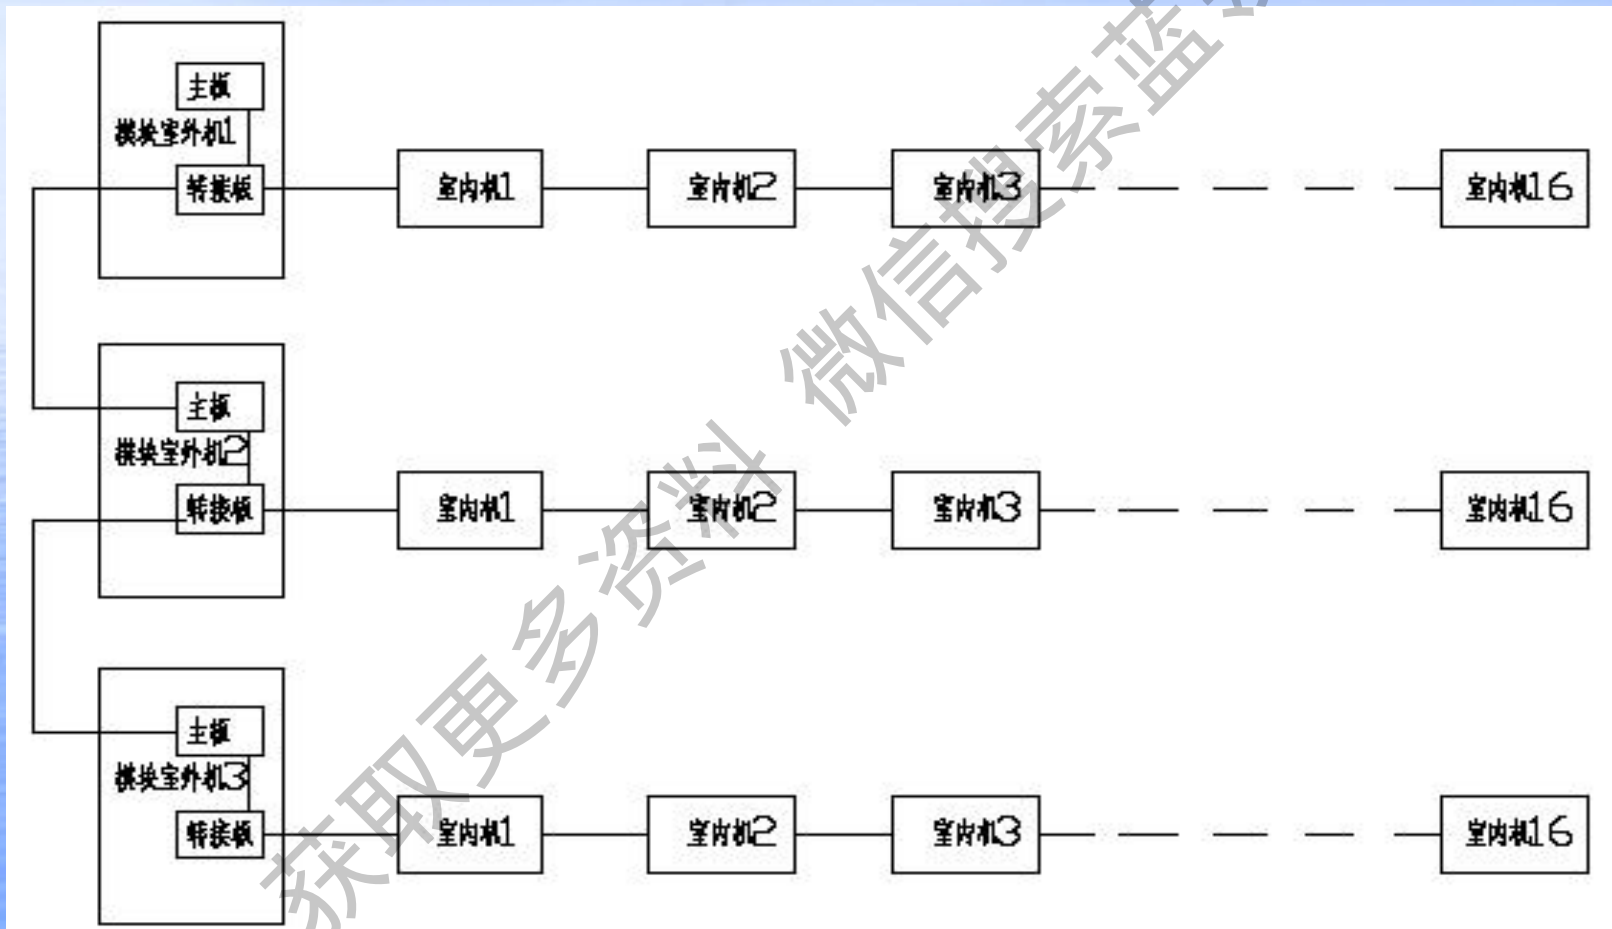 主板
模块室外机1
转接板
室内机1
室内机2
室内机3
室内机16
主板
模块室外机2
转接板
室内机1
室内机2
室内机3
室内机16
主板
模块室外机3
转接板
室内机1
室内机2
室内机3
室内机16
获取更多资料 微信搜索蓝